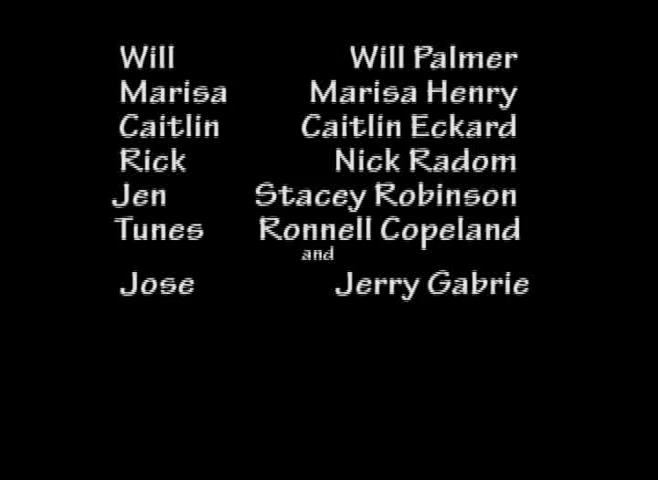 Will Will Palmer
Marisa Marisa Henry
Caitlin Caitlin Eckard
Rick Nick Radom
Jen Stacey Robinson
Tunes Ronnell Copeland
and
Jose Jerry Gabrie